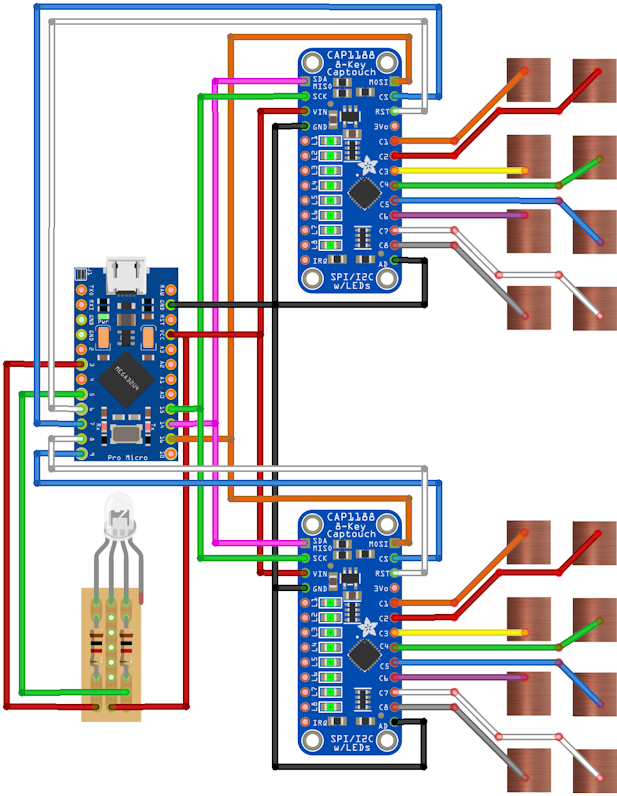 CAP1188
8-Key
Captouch
SDA
MISO
SCK
VIN
GND
L1
L2
L3
L4
L5
L6
L7
L8
IRQ
MOSI
CS
RST
3Vo
C1
C2
C3
C4
C5
C6
C7
C8
AD
SPI/I2C
w/LEDs
J1
TXO
RXI
GND
GND
2
3
4
5
6
7
8
9
RAW
GND
RST
VCC
A3
A2
A1
A0
15
14
16
10
MEGA32U4
Pro Micro
CAP1188
8-Key
Captouch
SDA
MISO
SCK
VIN
GND
L1
L2
L3
L4
L5
L6
L7
L8
IRQ
MOSI
CS
RST
3Vo
C1
C2
C3
C4
C5
C6
C7
C8
AD
SPI/I2C
w/LEDs